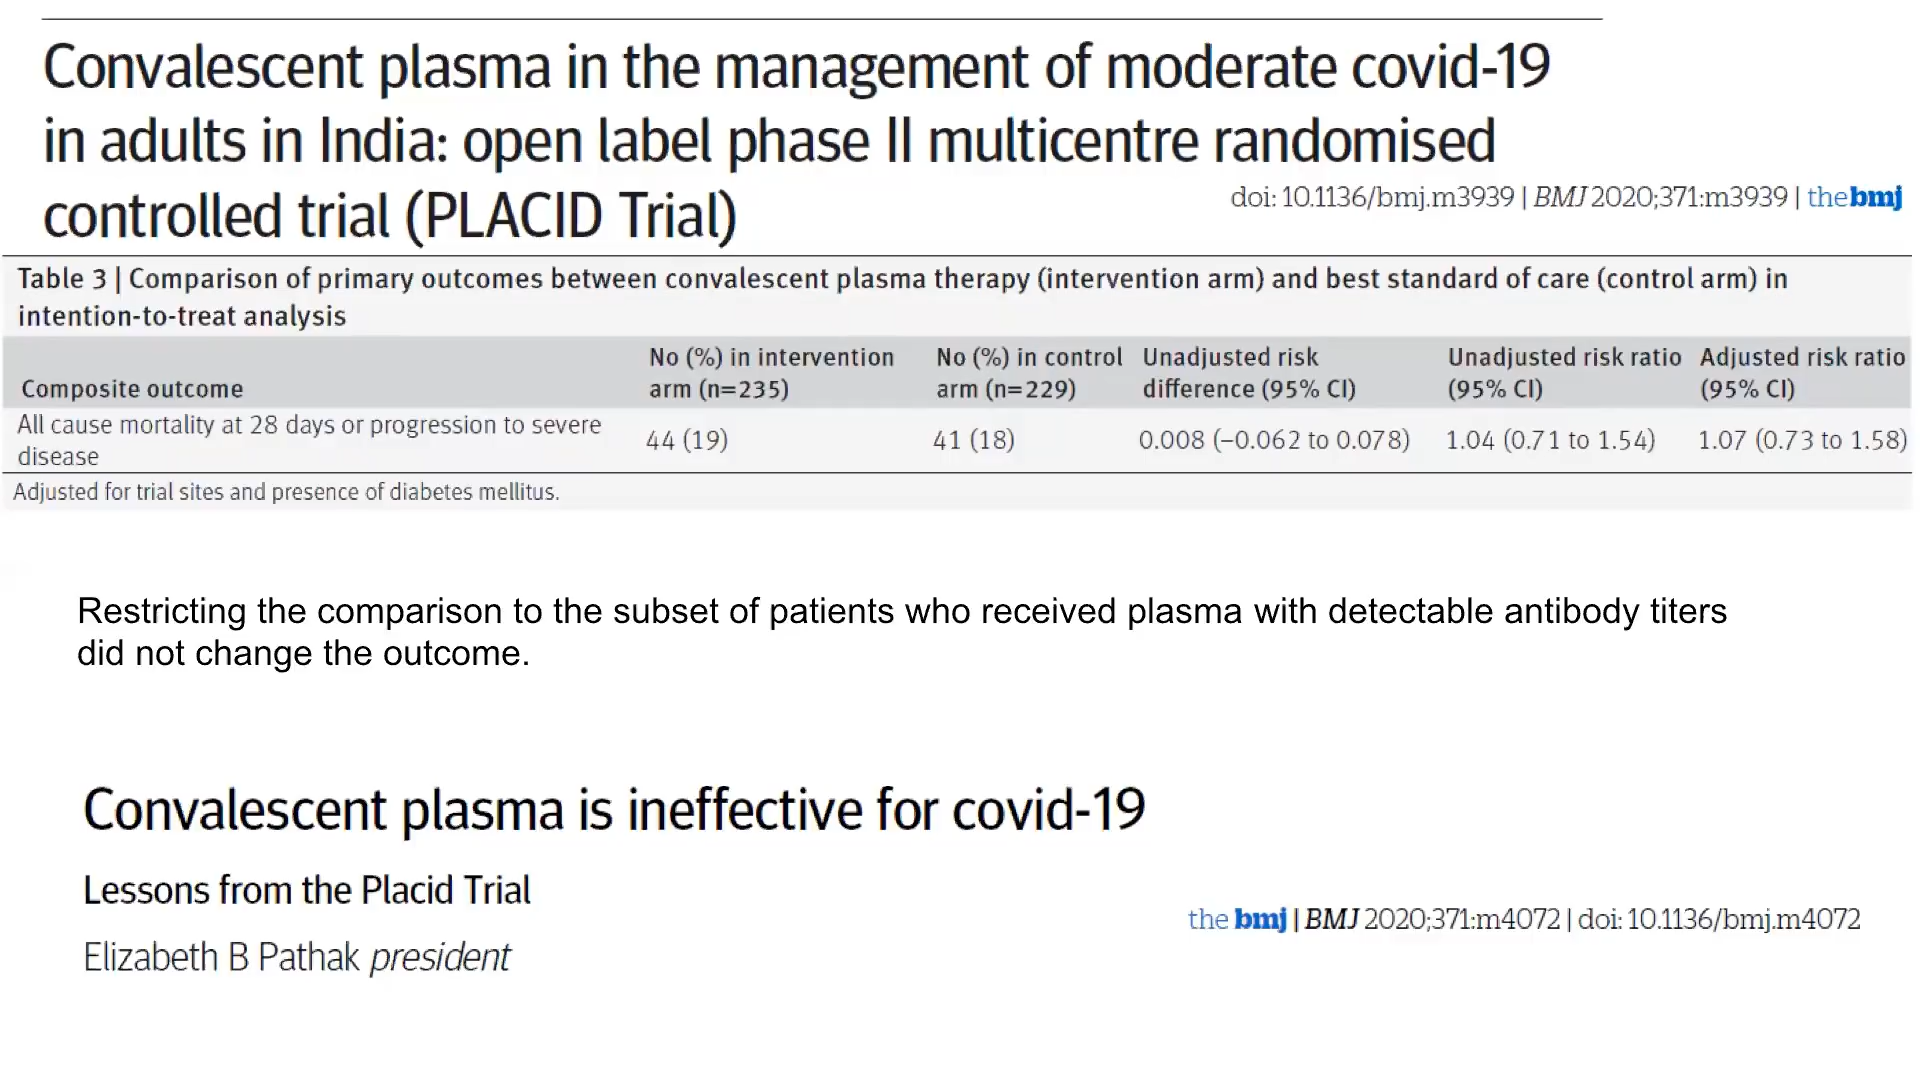 Convalescent plasma in the management of moderate covid-19
in adults in India: open label phase II multicentre randomised
controlled trial (PLACID Trial)
doi: 10.1136/bmj.m3939 | BMJ 2020;371:m3939 | thebmj
Table 3 | Comparison of primary outcomes between convalescent plasma therapy (intervention arm) and best standard of care (control arm) in
intention-to-treat analysis
Composite outcome No (%) in intervention arm (n=235) No (%) in control arm (n=229) Unadjusted risk difference (95% CI) Unadjusted risk ratio (95% CI) Adjusted risk ratio (95% CI)
All cause mortality at 28 days or progression to severe disease 44 (19) 41 (18) 0.008 (–0.062 to 0.078) 1.04 (0.71 to 1.54) 1.07 (0.73 to 1.58)
Adjusted for trial sites and presence of diabetes mellitus.
Restricting the comparison to the subset of patients who received plasma with detectable antibody titers
did not change the outcome.
Convalescent plasma is ineffective for covid-19
Lessons from the Placid Trial
Elizabeth B Pathak president
the bmj | BMJ 2020;371:m4072 | doi: 10.1136/bmj.m4072